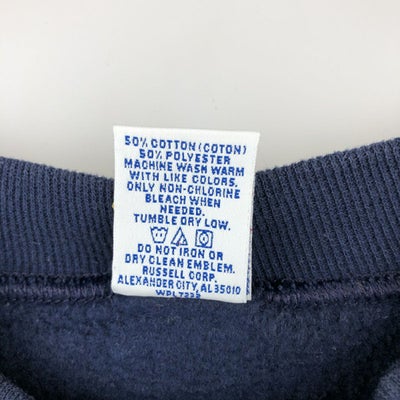 50% COTTON (COTON)
50% POLYESTER
MACHINE WASH WARM
WITH LIKE COLORS.
ONLY NON-CHLORINE
BLEACH WHEN
NEEDED.
TUMBLE DRY LOW.
DO NOT IRON OR
DRY CLEAN EMBLEM.
RUSSELL CORP.
ALEXANDER CITY, AL 35010
WPL7222